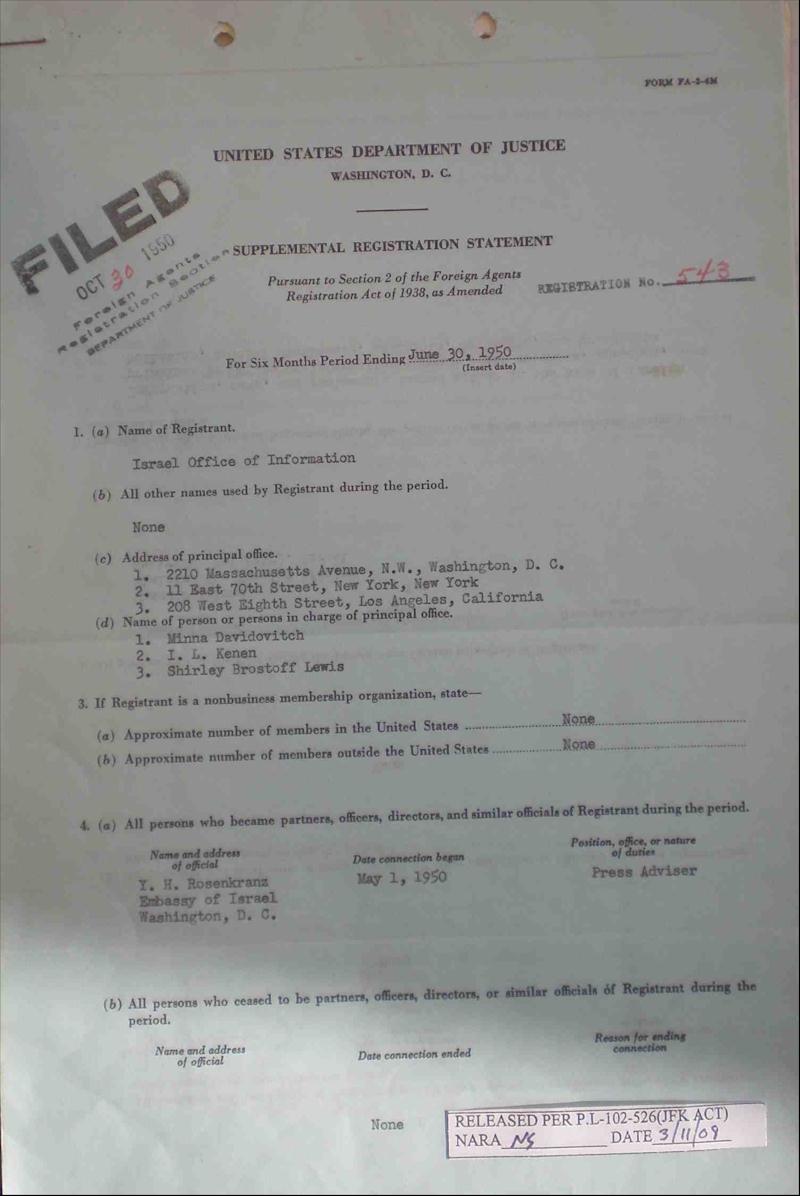 FORM FA-2-6M
UNITED STATES DEPARTMENT OF JUSTICE
WASHINGTON, D. C.
FILED
OCT 30 1950
Foreign Agents
Registration Section
DEPARTMENT OF JUSTICE
SUPPLEMENTAL REGISTRATION STATEMENT
Pursuant to Section 2 of the Foreign Agents
Registration Act of 1938, as Amended
REGISTRATION No. 543
For Six Months Period Ending June 30, 1950
(Insert date)
1. (a) Name of Registrant.
Israel Office of Information
(b) All other names used by Registrant during the period.
None
(c) Address of principal office.
1. 2210 Massachusetts Avenue, N.W., Washington, D. C.
2. 11 East 70th Street, New York, New York
3. 208 West Eighth Street, Los Angeles, California
(d) Name of person or persons in charge of principal office.
1. Minna Davidovitch
2. I. L. Kenen
3. Shirley Brostoff Lewis
3. If Registrant is a nonbusiness membership organization, state—
(a) Approximate number of members in the United States None
(b) Approximate number of members outside the United States None
4. (a) All persons who became partners, officers, directors, and similar officials of Registrant during the period.
Name and address of official Date connection began Position, office, or nature of duties
Y. H. Rosenkranz May 1, 1950 Press Adviser
Embassy of Israel
Washington, D. C.
(b) All persons who ceased to be partners, officers, directors, or similar officials of Registrant during the
period.
Name and address of official Date connection ended Reason for ending connection
None
RELEASED PER P.L-102-526(JFK ACT)
NARA NS DATE 3/11/09